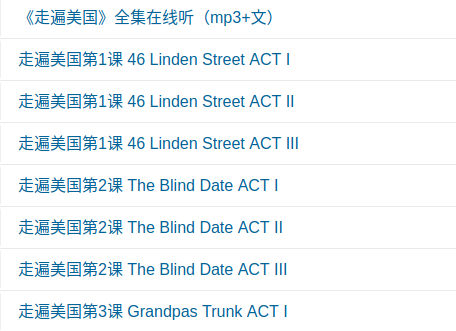 《走遍美国》全集在线听（mp3+文）
走遍美国第1课 46 Linden Street ACT I
走遍美国第1课 46 Linden Street ACT II
走遍美国第1课 46 Linden Street ACT III
走遍美国第2课 The Blind Date ACT I
走遍美国第2课 The Blind Date ACT II
走遍美国第2课 The Blind Date ACT III
走遍美国第3课 Grandpas Trunk ACT I